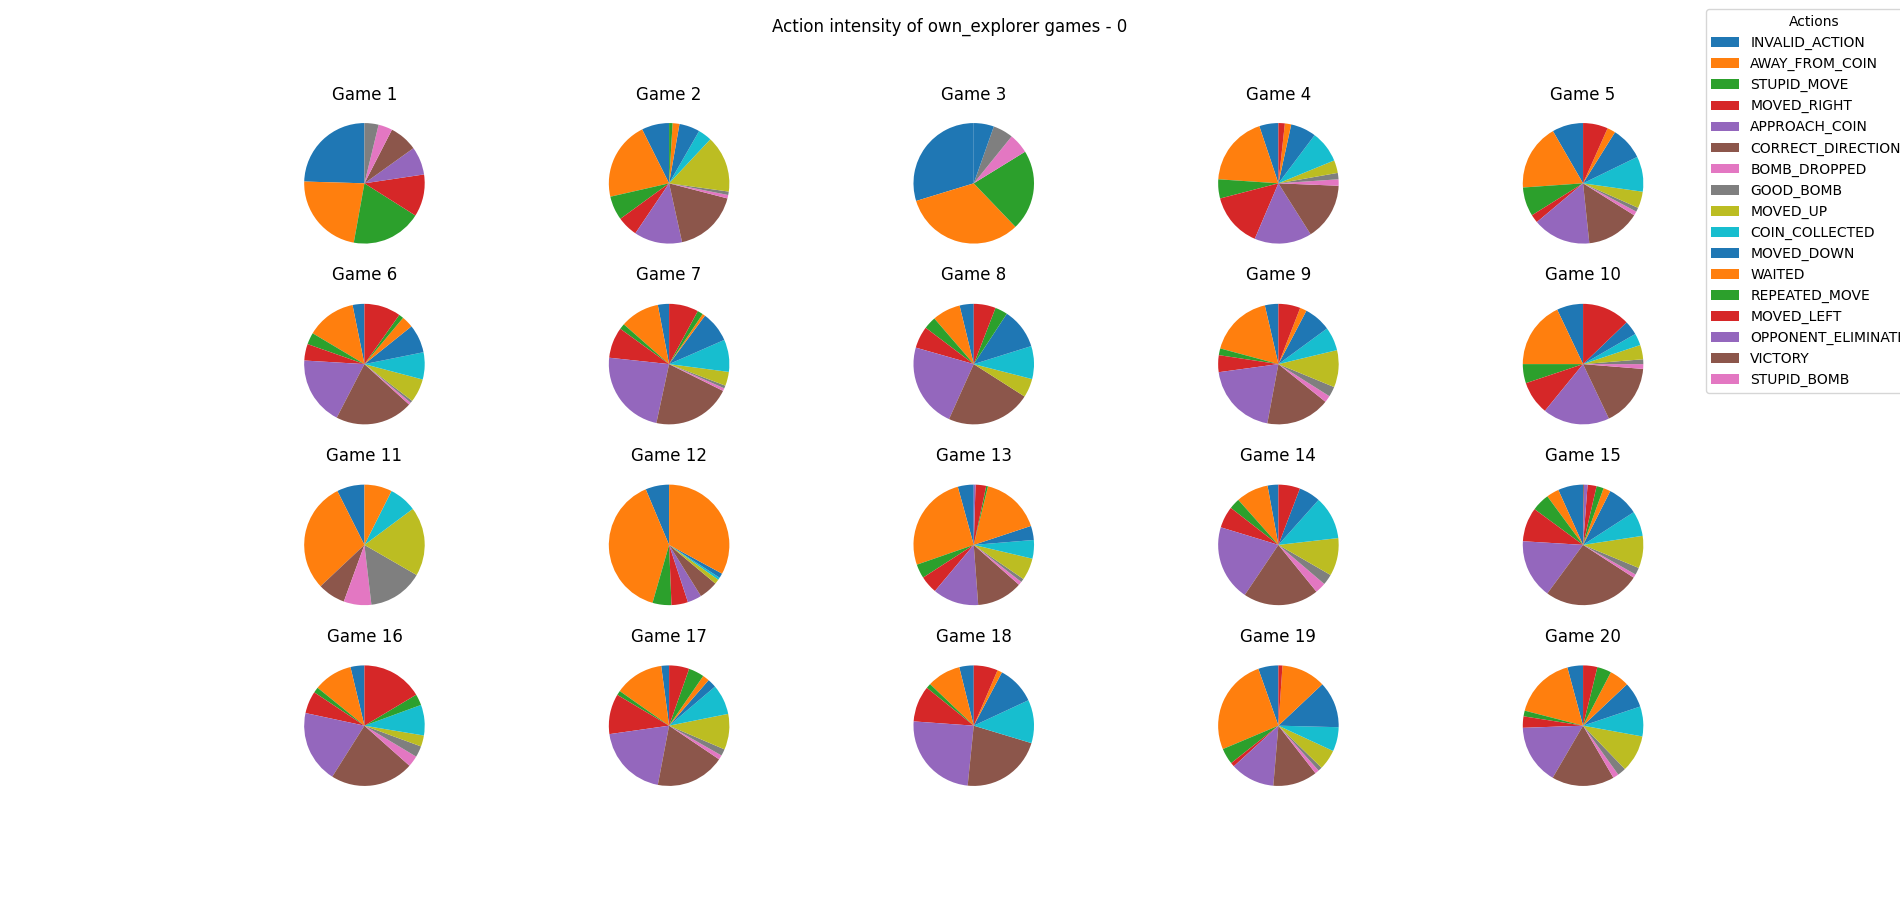 Action intensity of own_explorer games - 0
Game 1
Game 2
Game 3
Game 4
Game 5
Game 6
Game 7
Game 8
Game 9
Game 10
Game 11
Game 12
Game 13
Game 14
Game 15
Game 16
Game 17
Game 18
Game 19
Game 20
Actions
INVALID_ACTION
AWAY_FROM_COIN
STUPID_MOVE
MOVED_RIGHT
APPROACH_COIN
CORRECT_DIRECTION
BOMB_DROPPED
GOOD_BOMB
MOVED_UP
COIN_COLLECTED
MOVED_DOWN
WAITED
REPEATED_MOVE
MOVED_LEFT
OPPONENT_ELIMINATE
VICTORY
STUPID_BOMB